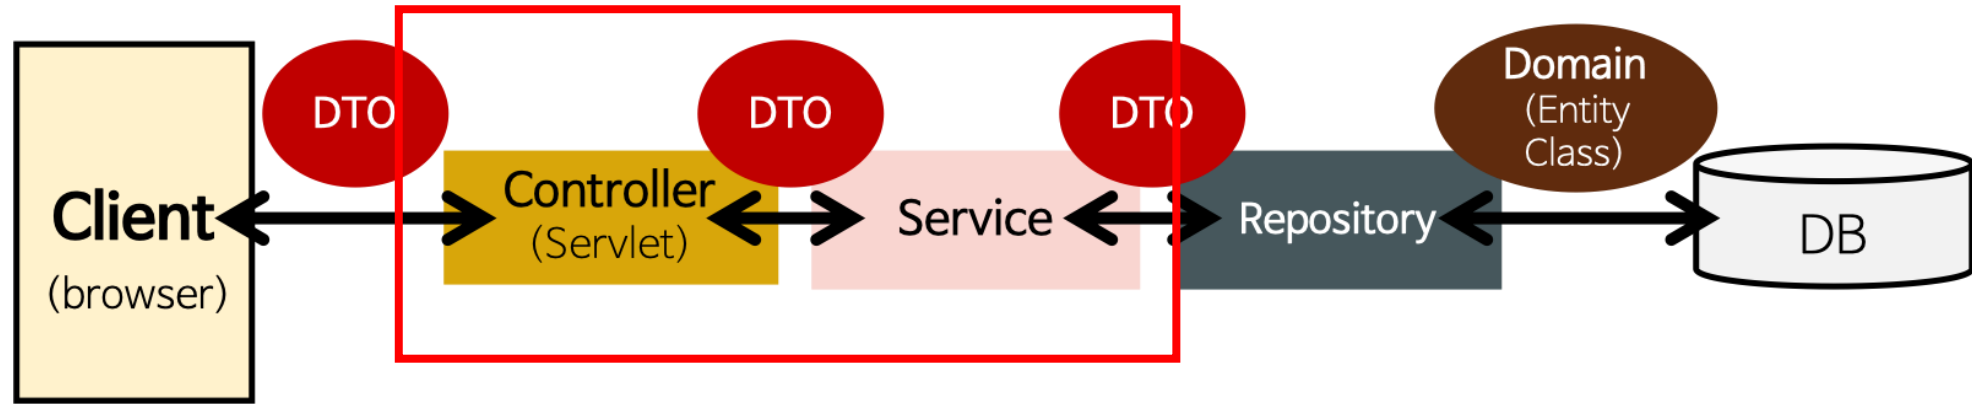 Client
(browser)
DTO
Controller
(Servlet)
DTO
Service
DTO
Repository
Domain
(Entity
Class)
DB